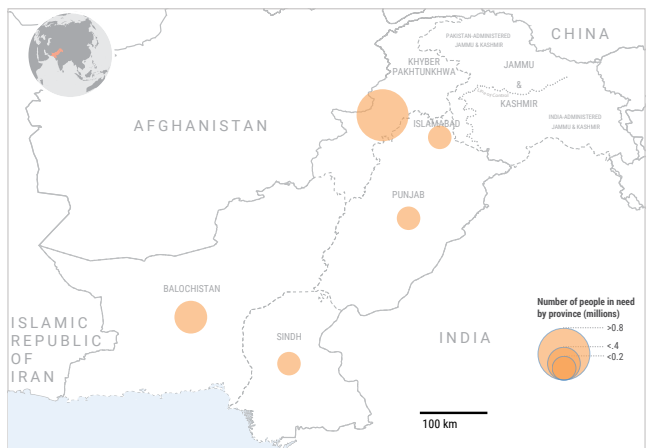 CHINA
PAKISTAN-ADMINISTERED
JAMMU & KASHMIR
KHYBER
PAKHTUNKHWA
JAMMU
&
KASHMIR
AFGHANISTAN
ISLAMABAD
INDIA-ADMINISTERED
JAMMU & KASHMIR
PUNJAB
BALOCHISTAN
ISLAMIC
REPUBLIC
OF
IRAN
SINDH
INDIA
Number of people in need
by province (millions)
>0.8
<.4
<0.2
100 km